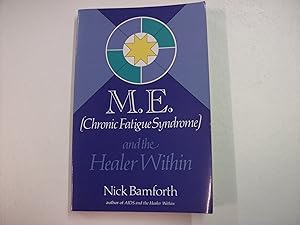 M.E.
(Chronic Fatigue Syndrome)
and the
Healer Within
Nick Bamforth
author of AIDS and the Healer Within